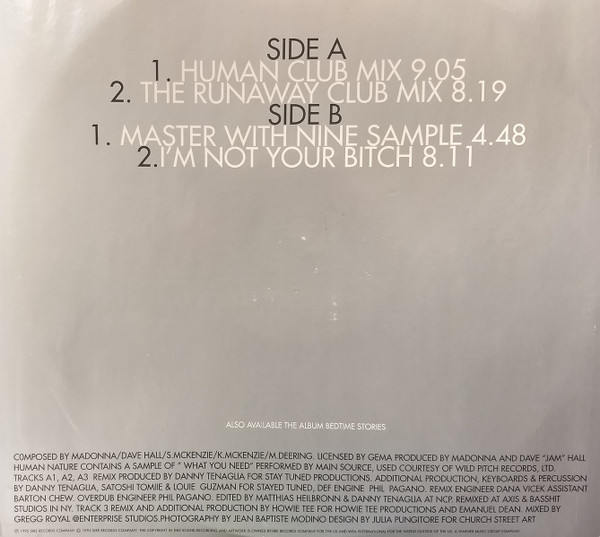 SIDE A
1. HUMAN CLUB MIX 9.05
2. THE RUNAWAY CLUB MIX 8.19
SIDE B
1. MASTER WITH NINE SAMPLE 4.48
2.I'M NOT YOUR BITCH 8.11
ALSO AVAILABLE THE ALBUM BEDTIME STORIES
COMPOSED BY MADONNA/DAVE HALL/S.MCKENZIE/K.MCKENZIE/M.DEERING. LICENSED BY GEMA PRODUCED BY MADONNA AND DAVE "JAM" HALL
HUMAN NATURE CONTAINS A SAMPLE OF " WHAT YOU NEED" PERFORMED BY MAIN SOURCE, USED COURTESY OF WILD PITCH RECORDS, LTD.
TRACKS A1, A2, A3 REMIX PRODUCED BY DANNY TENAGLIA FOR STAY TUNED PRODUCTIONS. ADDITIONAL PRODUCTION, KEYBOARDS & PERCUSSION
BY DANNY TENAGLIA, SATOSHI TOMIIE & LOUIE GUZMAN FOR STAYED TUNED, DEF ENGINE PHIL PAGANO. REMIX ENGINEER DANA VICEK ASSISTANT
BARTON CHEW. OVERDUB ENGINEER PHIL PAGANO. EDITED BY MATTHIAS HEILBRONN & DANNY TENAGLIA AT NCP. REMIXED AT AXIS & BASSHIT
STUDIOS IN NY. TRACK 3 REMIX AND ADDITIONAL PRODUCTION BY HOWIE TEE FOR HOWIE TEE PRODUCTIONS AND EMANUEL DEAN. MIXED BY
GREGG ROYAL @ENTERPRISE STUDIOS.PHOTOGRAPHY BY JEAN BAPTISTE MODINO DESIGN BY JULIA PUNGITORE FOR CHURCH STREET ART